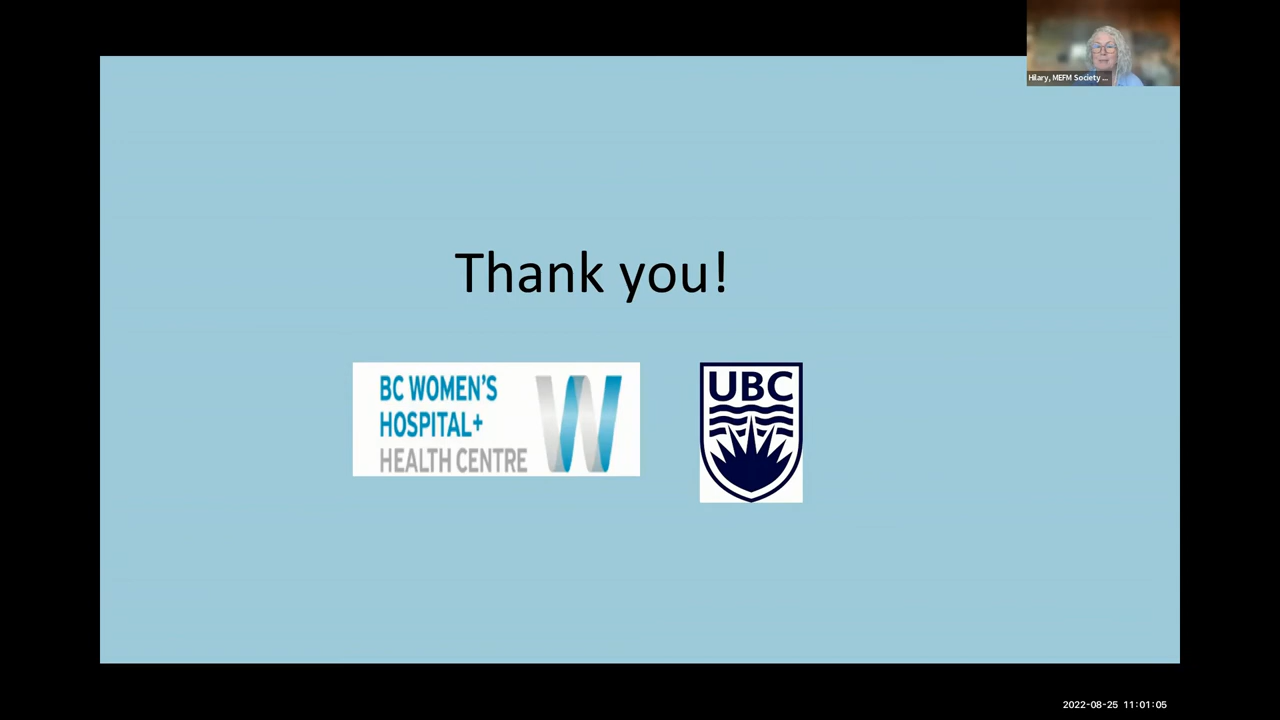 Hilary, MEFM Society ...
Thank you!
BC WOMEN'S
HOSPITAL+
HEALTH CENTRE
UBC
2022-08-25 11:01:05